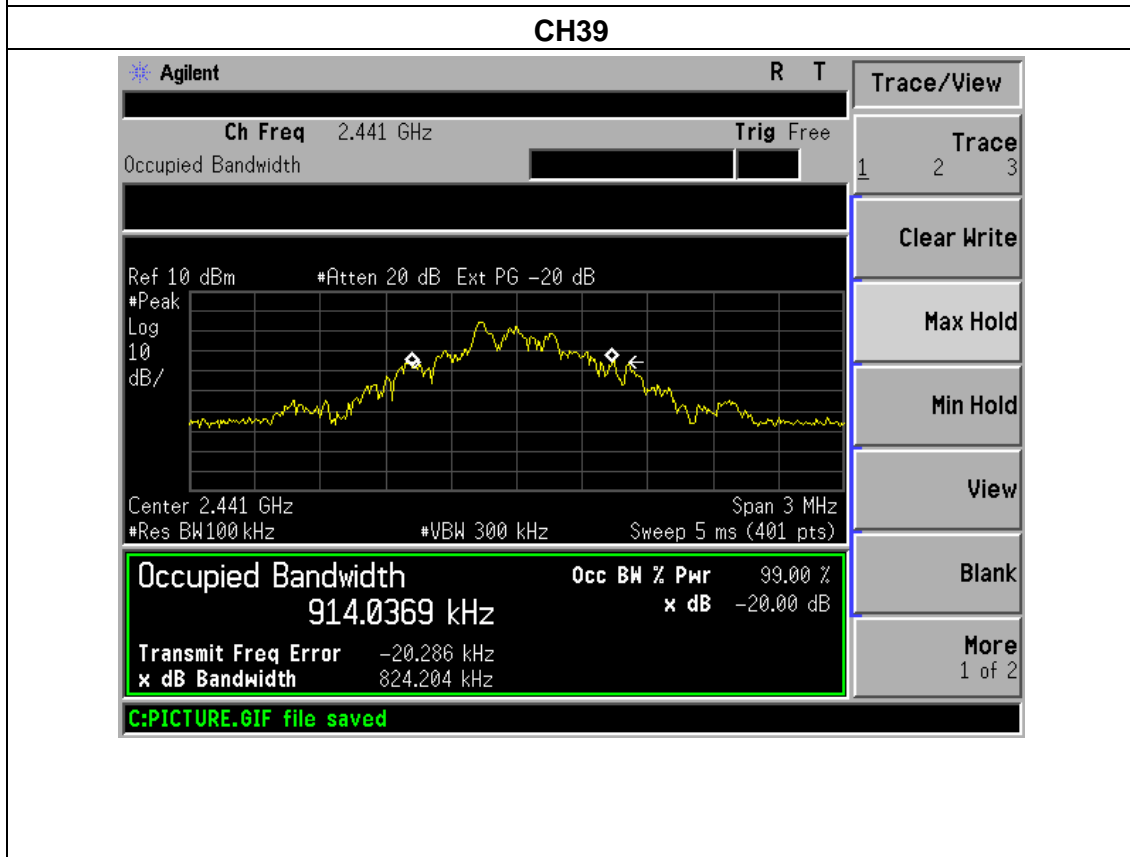 CH39
Agilent R T
Ch Freq 2.441 GHz Trig Free
Occupied Bandwidth
Ref 10 dBm #Atten 20 dB Ext PG -20 dB
#Peak
Log
10
dB/
Center 2.441 GHz Span 3 MHz
#Res BW 100 kHz #VBW 300 kHz Sweep 5 ms (401 pts)
Occupied Bandwidth Occ BW % Pwr 99.00 %
914.0369 kHz x dB -20.00 dB
Transmit Freq Error -20.286 kHz
x dB Bandwidth 824.204 kHz
C:PICTURE.GIF file saved
Trace/View
Trace
1 2 3
Clear Write
Max Hold
Min Hold
View
Blank
More
1 of 2